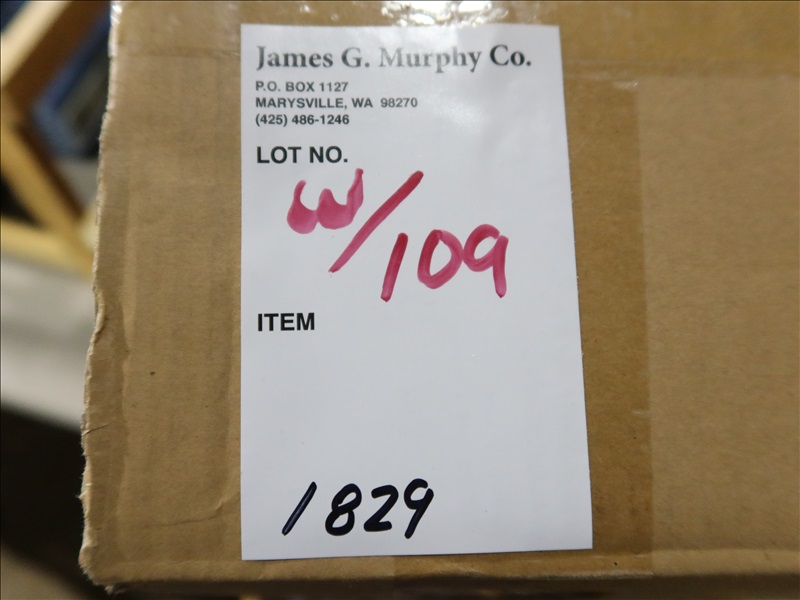 James G. Murphy Co.
P.O. BOX 1127
MARYSVILLE, WA 98270
(425) 486-1246
LOT NO.
W/109
ITEM
1829